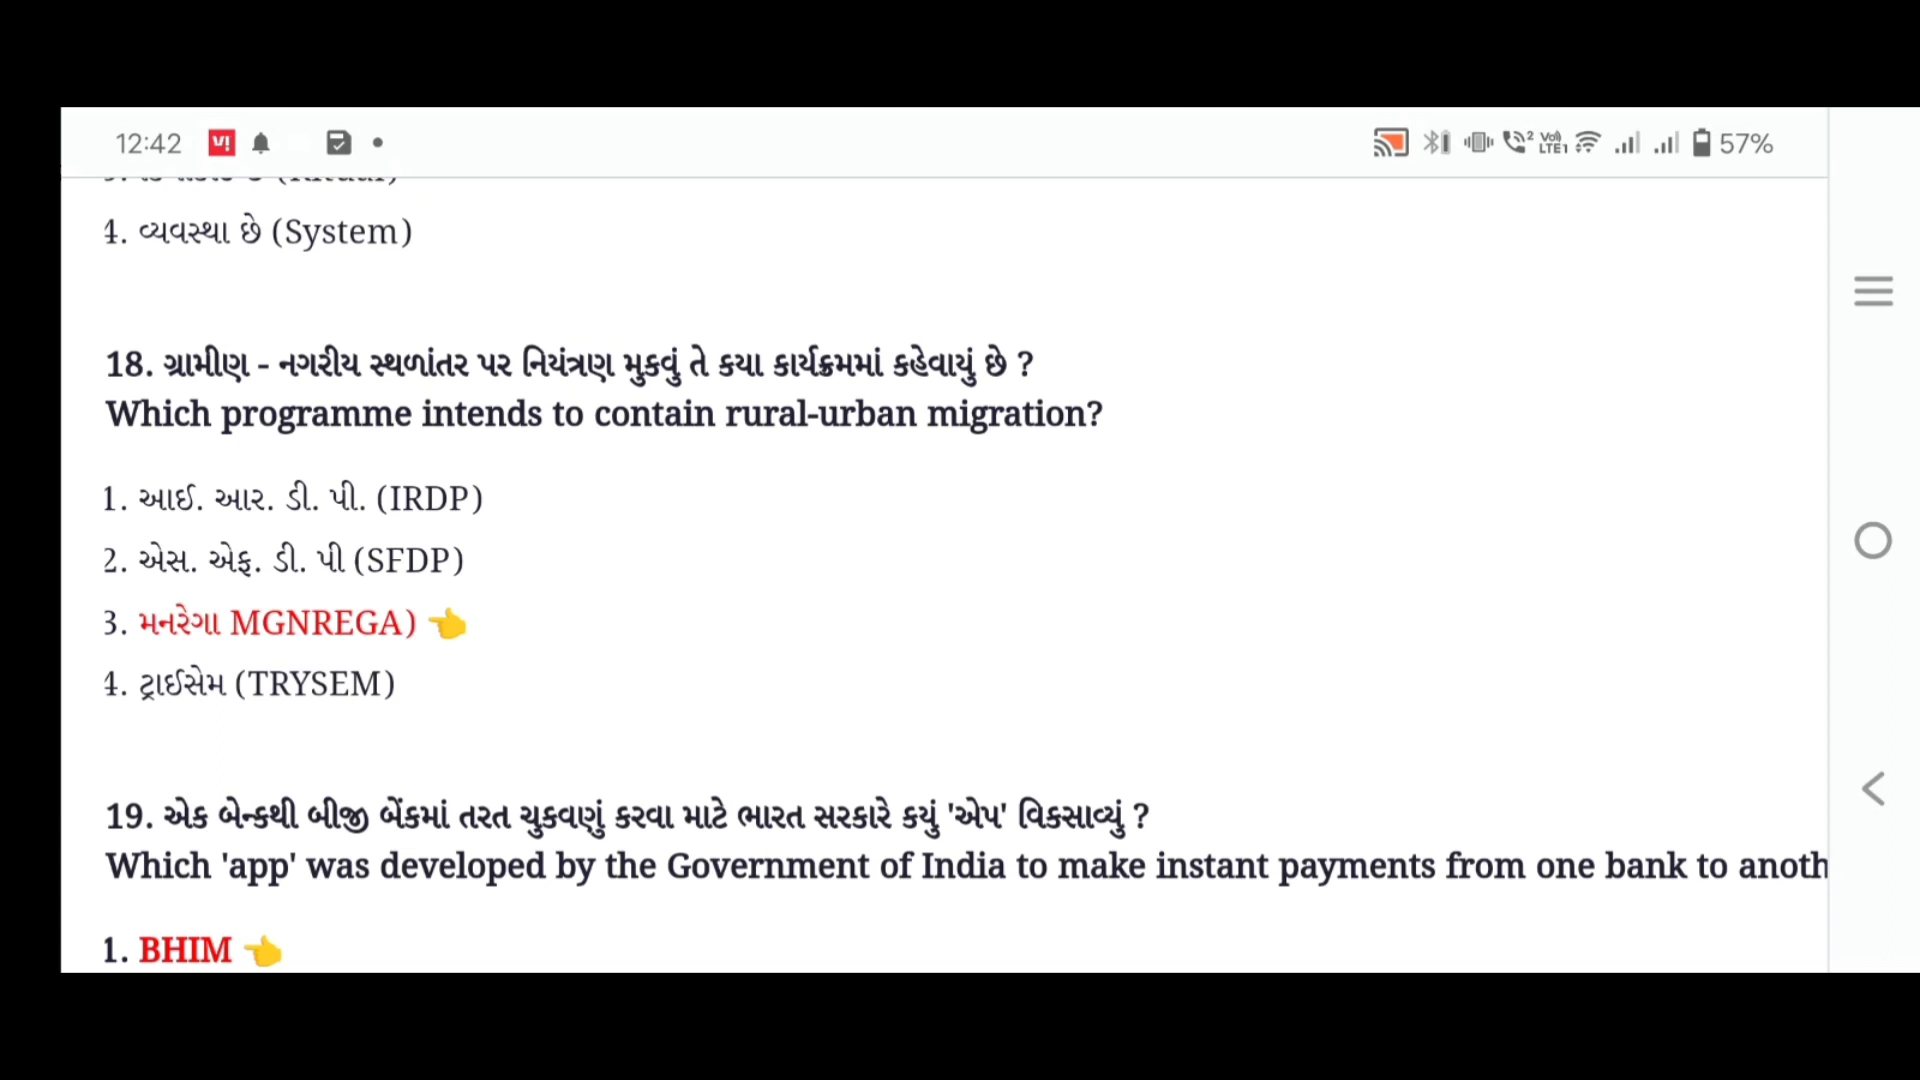 12:42
57%
4. વ્યવસ્થા છે (System)
18. ગ્રામીણ - નગરીય સ્થળાંતર પર નિયંત્રણ મુકવું તે કયા કાર્યક્રમમાં કહેવાયું છે ?
Which programme intends to contain rural-urban migration?
1. આઈ. આર. ડી. પી. (IRDP)
2. એસ. એફ. ડી. પી (SFDP)
3. મનરેગા MGNREGA) 👈
4. ટ્રાઈસેમ (TRYSEM)
19. એક બેન્કથી બીજી બેંકમાં તરત ચુકવણું કરવા માટે ભારત સરકારે કયું 'એપ' વિકસાવ્યું ?
Which 'app' was developed by the Government of India to make instant payments from one bank to anoth
1. BHIM 👈